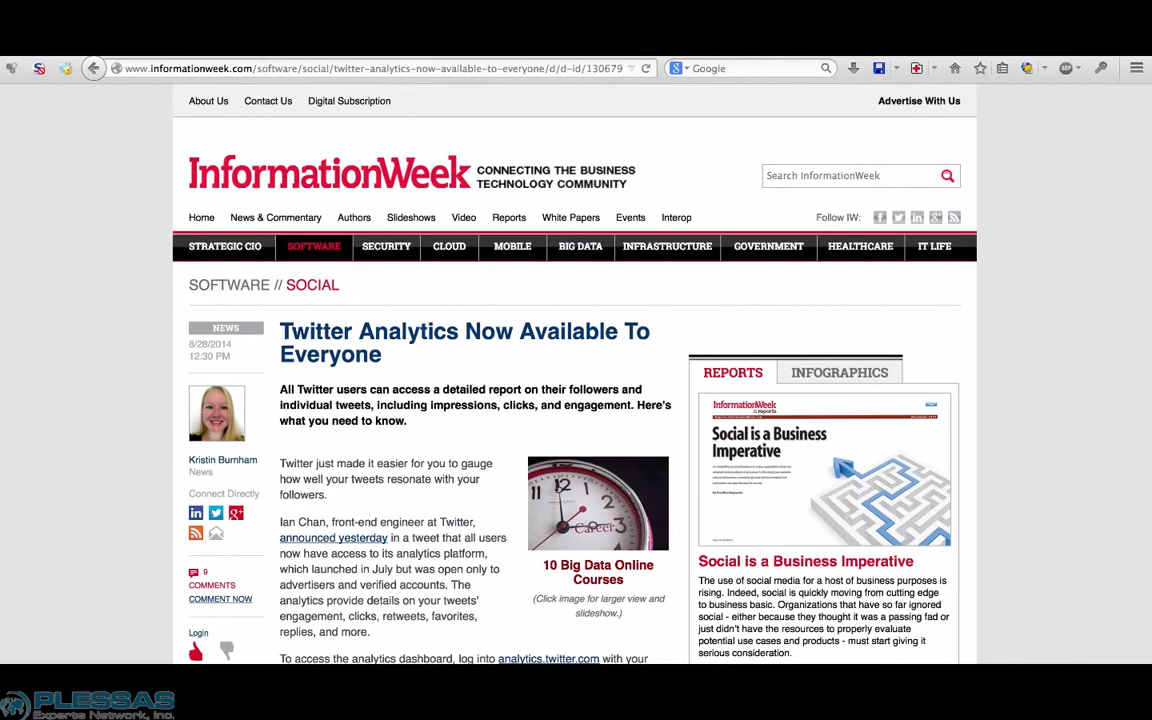 www.informationweek.com/software/social/twitter-analytics-now-available-to-everyone/d/d-id/130679
Google
About Us Contact Us Digital Subscription
Advertise With Us
InformationWeek
CONNECTING THE BUSINESS
TECHNOLOGY COMMUNITY
Search InformationWeek
Home News & Commentary Authors Slideshows Video Reports White Papers Events Interop
Follow IW:
STRATEGIC CIO SOFTWARE SECURITY CLOUD MOBILE BIG DATA INFRASTRUCTURE GOVERNMENT HEALTHCARE IT LIFE
SOFTWARE // SOCIAL
NEWS
8/28/2014
12:30 PM
Kristin Burnham
News
Connect Directly
9
COMMENTS
COMMENT NOW
Login
Twitter Analytics Now Available To
Everyone
All Twitter users can access a detailed report on their followers and
individual tweets, including impressions, clicks, and engagement. Here's
what you need to know.
Twitter just made it easier for you to gauge
how well your tweets resonate with your
followers.
Ian Chan, front-end engineer at Twitter,
announced yesterday in a tweet that all users
now have access to its analytics platform,
which launched in July but was open only to
advertisers and verified accounts. The
analytics provide details on your tweets'
engagement, clicks, retweets, favorites,
replies, and more.
To access the analytics dashboard, log into analytics.twitter.com with your
Career
10 Big Data Online
Courses
(Click image for larger view and
slideshow.)
REPORTS INFOGRAPHICS
InformationWeek
reports
Social is a Business
Imperative
Social is a Business Imperative
The use of social media for a host of business purposes is
rising. Indeed, social is quickly moving from cutting edge
to business basic. Organizations that have so far ignored
social - either because they thought it was a passing fad or
just didn't have the resources to properly evaluate
potential use cases and products - must start giving it
serious consideration.
PLESSAS
Experts Network, Inc.